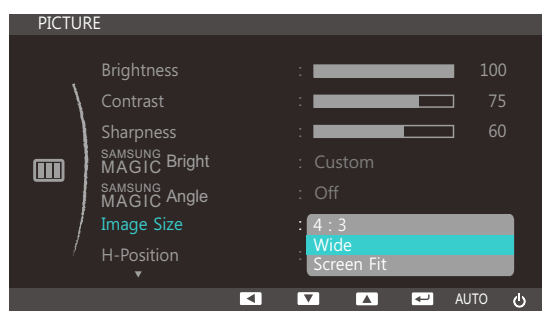 PICTURE
Brightness : 100
Contrast : 75
Sharpness : 60
SAMSUNG MAGIC Bright : Custom
SAMSUNG MAGIC Angle : Off
Image Size : 4 : 3
Wide
H-Position : Screen Fit
AUTO